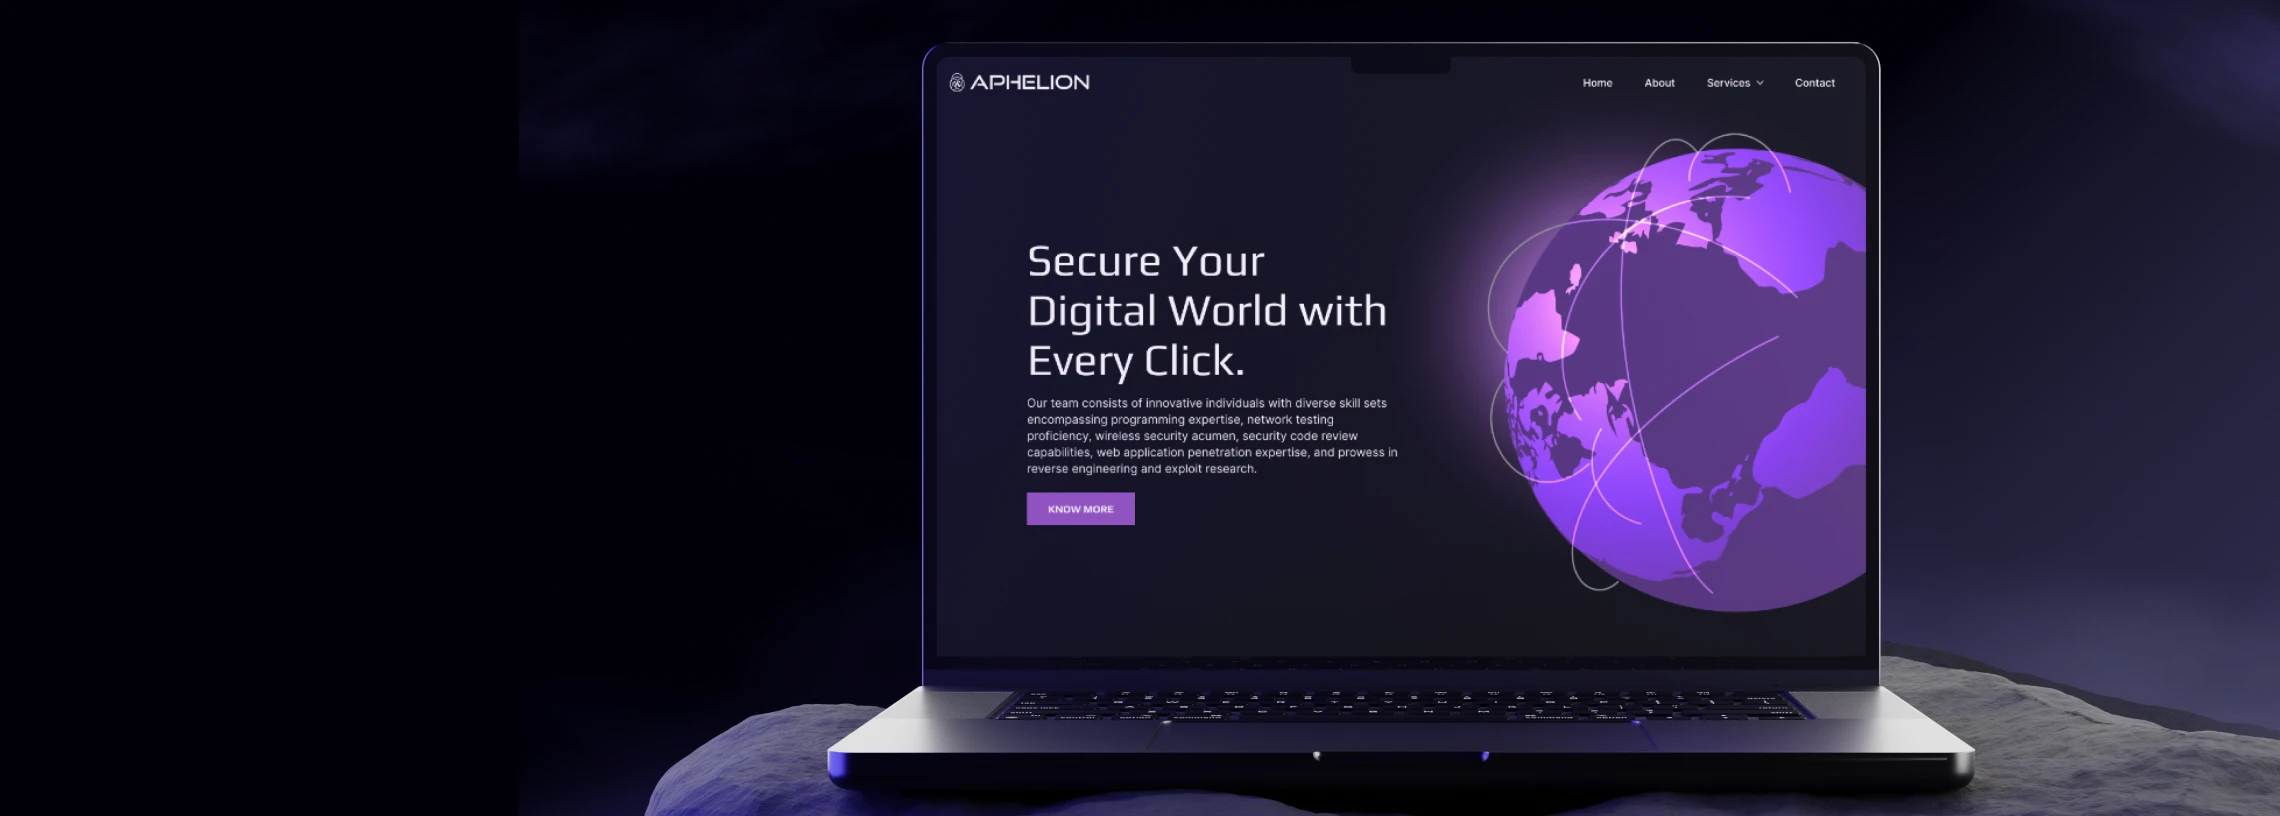 APHELION
Home About Services Contact
Secure Your
Digital World with
Every Click.
Our team consists of innovative individuals with diverse skill sets
encompassing programming expertise, network testing
proficiency, wireless security acumen, security code review
capabilities, web application penetration expertise, and prowess in
reverse engineering and exploit research.
KNOW MORE